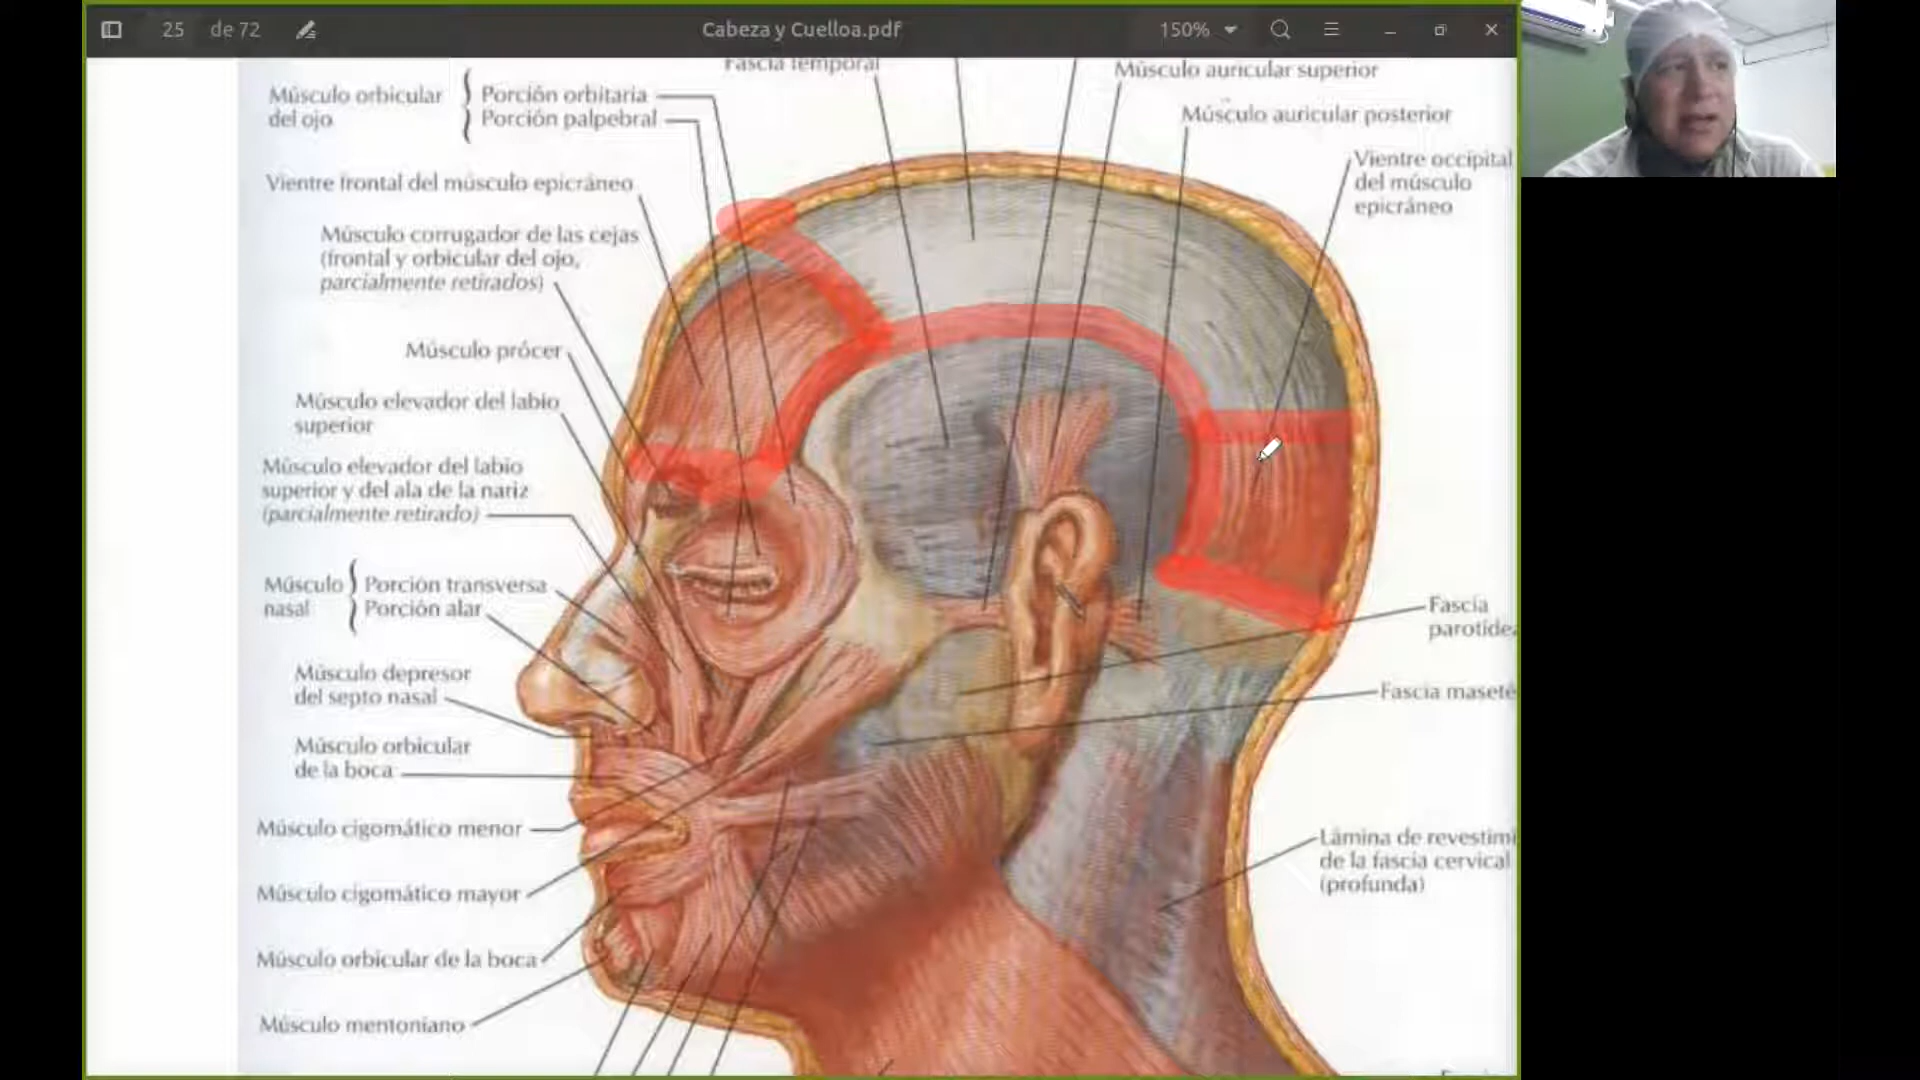 25 de 72
Cabeza y Cuelloa.pdf
150%
Fascia temporal
Músculo auricular superior
Músculo orbicular
del ojo
Porción orbitaria
Porción palpebral
Músculo auricular posterior
Vientre occipital
del músculo
epicráneo
Vientre frontal del músculo epicráneo
Músculo corrugador de las cejas
(frontal y orbicular del ojo,
parcialmente retirados)
Músculo prócer
Músculo elevador del labio
superior
Músculo elevador del labio
superior y del ala de la nariz
(parcialmente retirado)
Músculo
nasal
Porción transversa
Porción alar
Fascia
parotíde
Músculo depresor
del septo nasal
Fascia maseté
Músculo orbicular
de la boca
Músculo cigomático menor
Lámina de revestimi
de la fascia cervical
(profunda)
Músculo cigomático mayor
Músculo orbicular de la boca
Músculo mentoniano